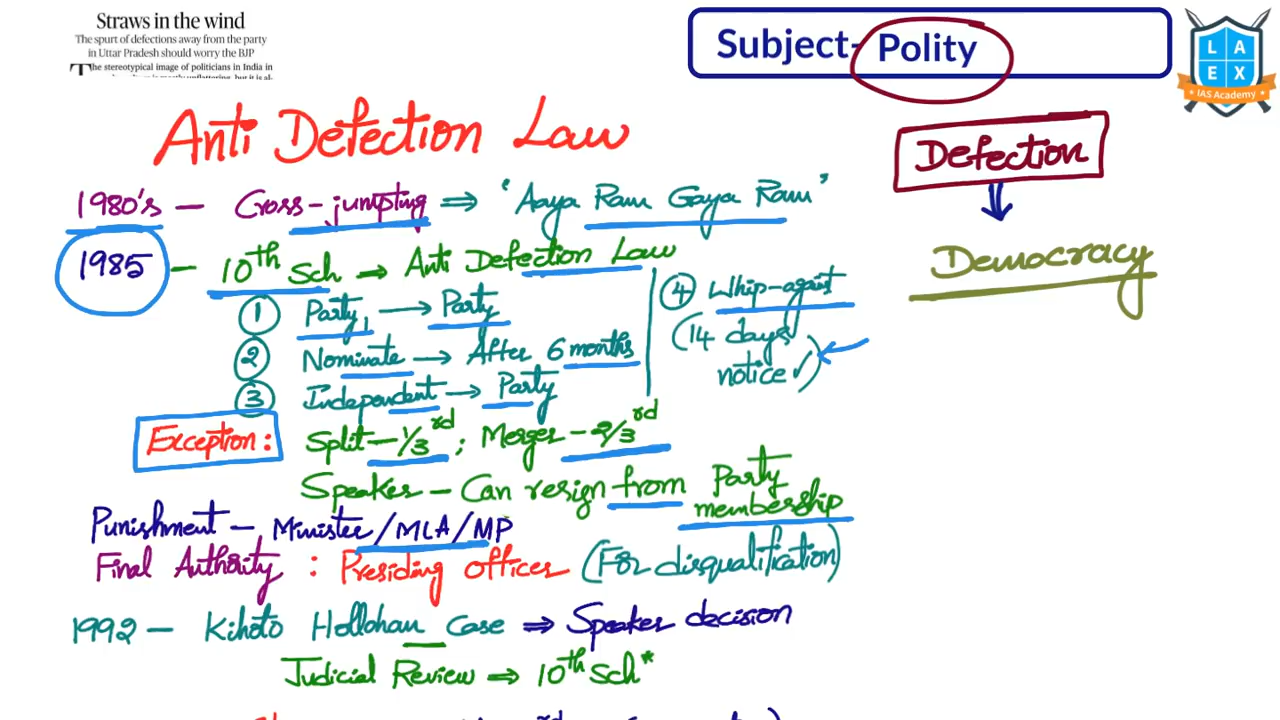 Straws in the wind
The spurt of defections away from the party
in Uttar Pradesh should worry the BJP
The stereotypical image of politicians in India in
Subject- Polity
LAEX
IAS Academy
Anti Defection Law
Defection
Democracy
1980's — Cross-jumpting ⇒ "Aaya Ram Gaya Ram"
1985 — 10th Sch → Anti Defection Law
① Party, → Party
② Nominate → After 6 months
③ Independent → Party
④ Whip-against
(14 days
notice ✓)
Exception: Split – 1/3rd ; Merger – 2/3rd
Speaker – Can resign from Party
membership
Punishment – Minister/MLA/MP
Final Authority : Presiding officer (For disqualification)
1992 – Kihoto Hollohan Case ⇒ Speaker decision
Judicial Review ⇒ 10th Sch*